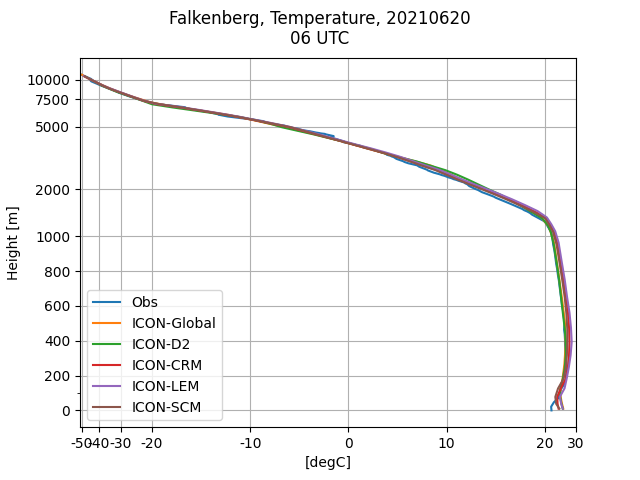 Falkenberg, Temperature, 20210620
06 UTC
10000
7500
5000
2000
1000
800
600
400
200
0
Height [m]
Obs
ICON-Global
ICON-D2
ICON-CRM
ICON-LEM
ICON-SCM
-50 -40 -30 -20 -10 0 10 20 30
[degC]